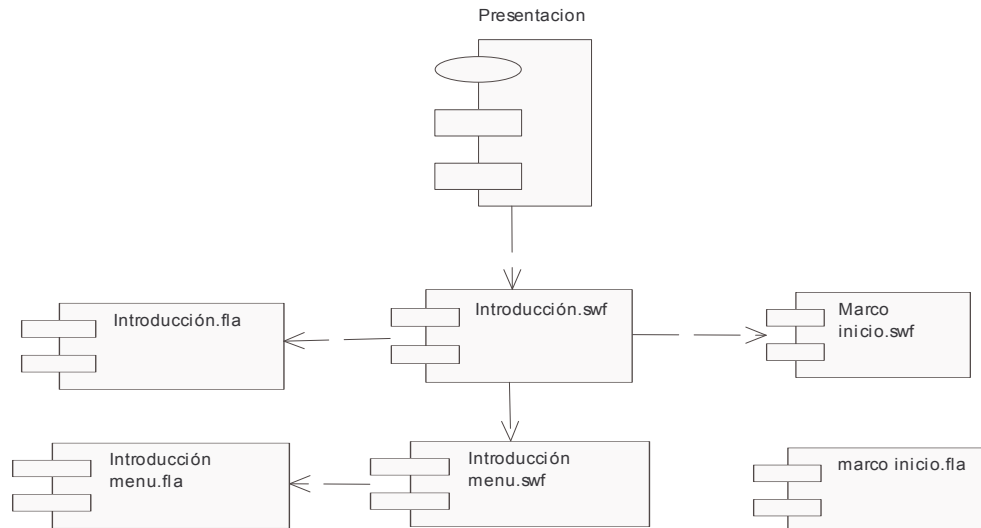 Presentacion
Introducción.fla
Introducción.swf
Marco
inicio.swf
Introducción
menu.fla
Introducción
menu.swf
marco inicio.fla